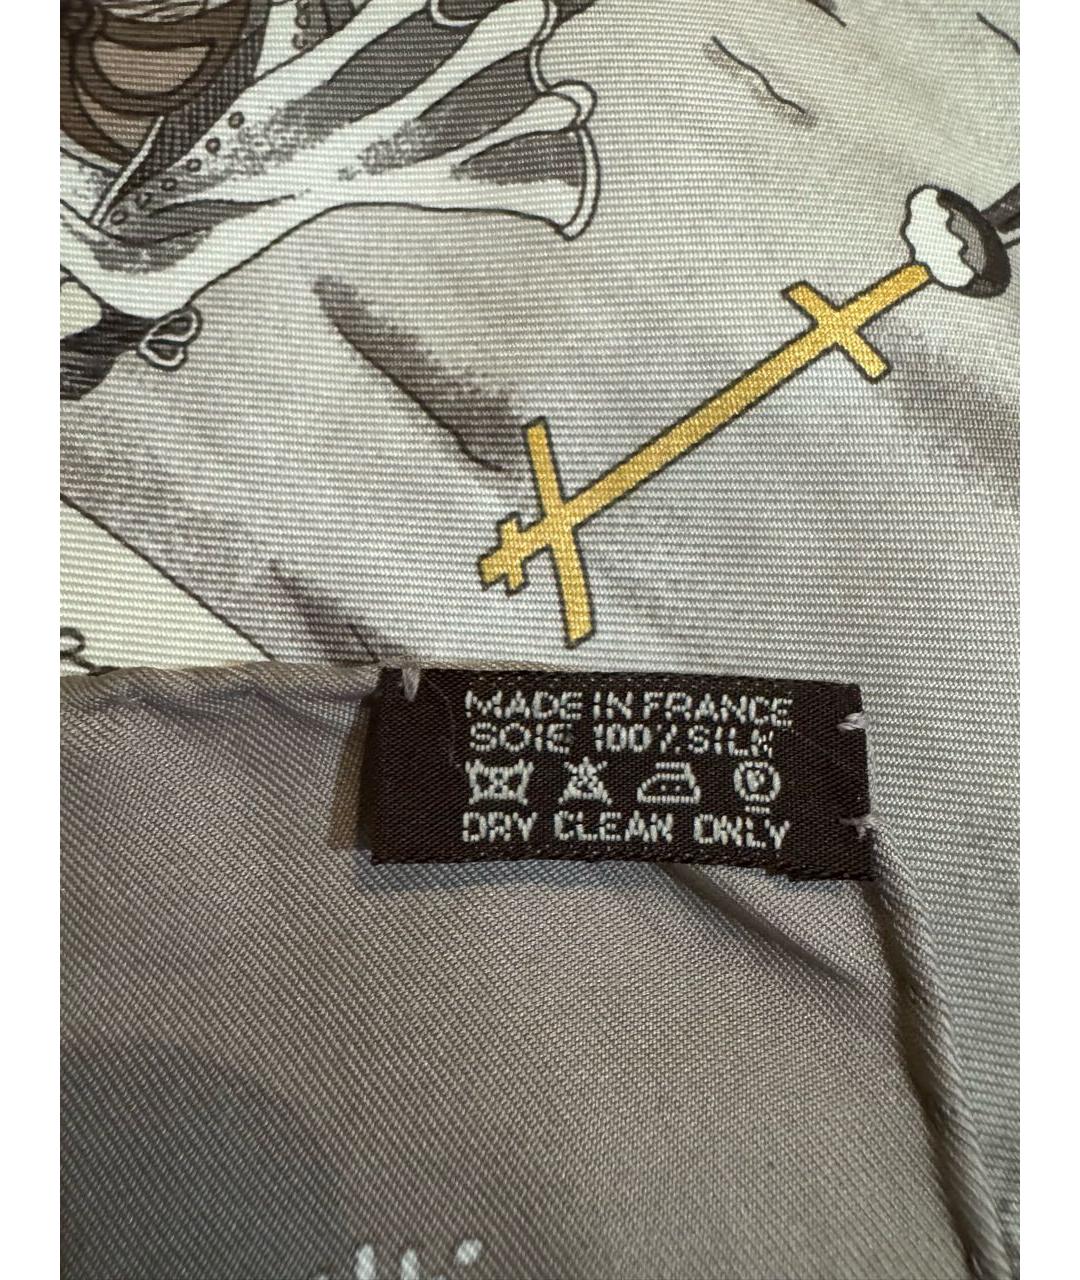 MADE IN FRANCE
SOIE 100% SILK
P
DRY CLEAN ONLY